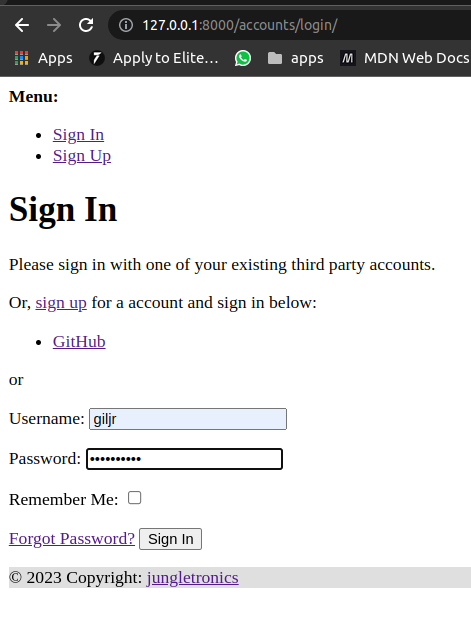 127.0.0.1:8000/accounts/login/
Apps Apply to Elite… apps MDN Web Docs
Menu:
Sign In
Sign Up
Sign In
Please sign in with one of your existing third party accounts.
Or, sign up for a account and sign in below:
GitHub
or
Username: giljr
Password: ••••••••••
Remember Me:
Forgot Password? Sign In
© 2023 Copyright: jungletronics